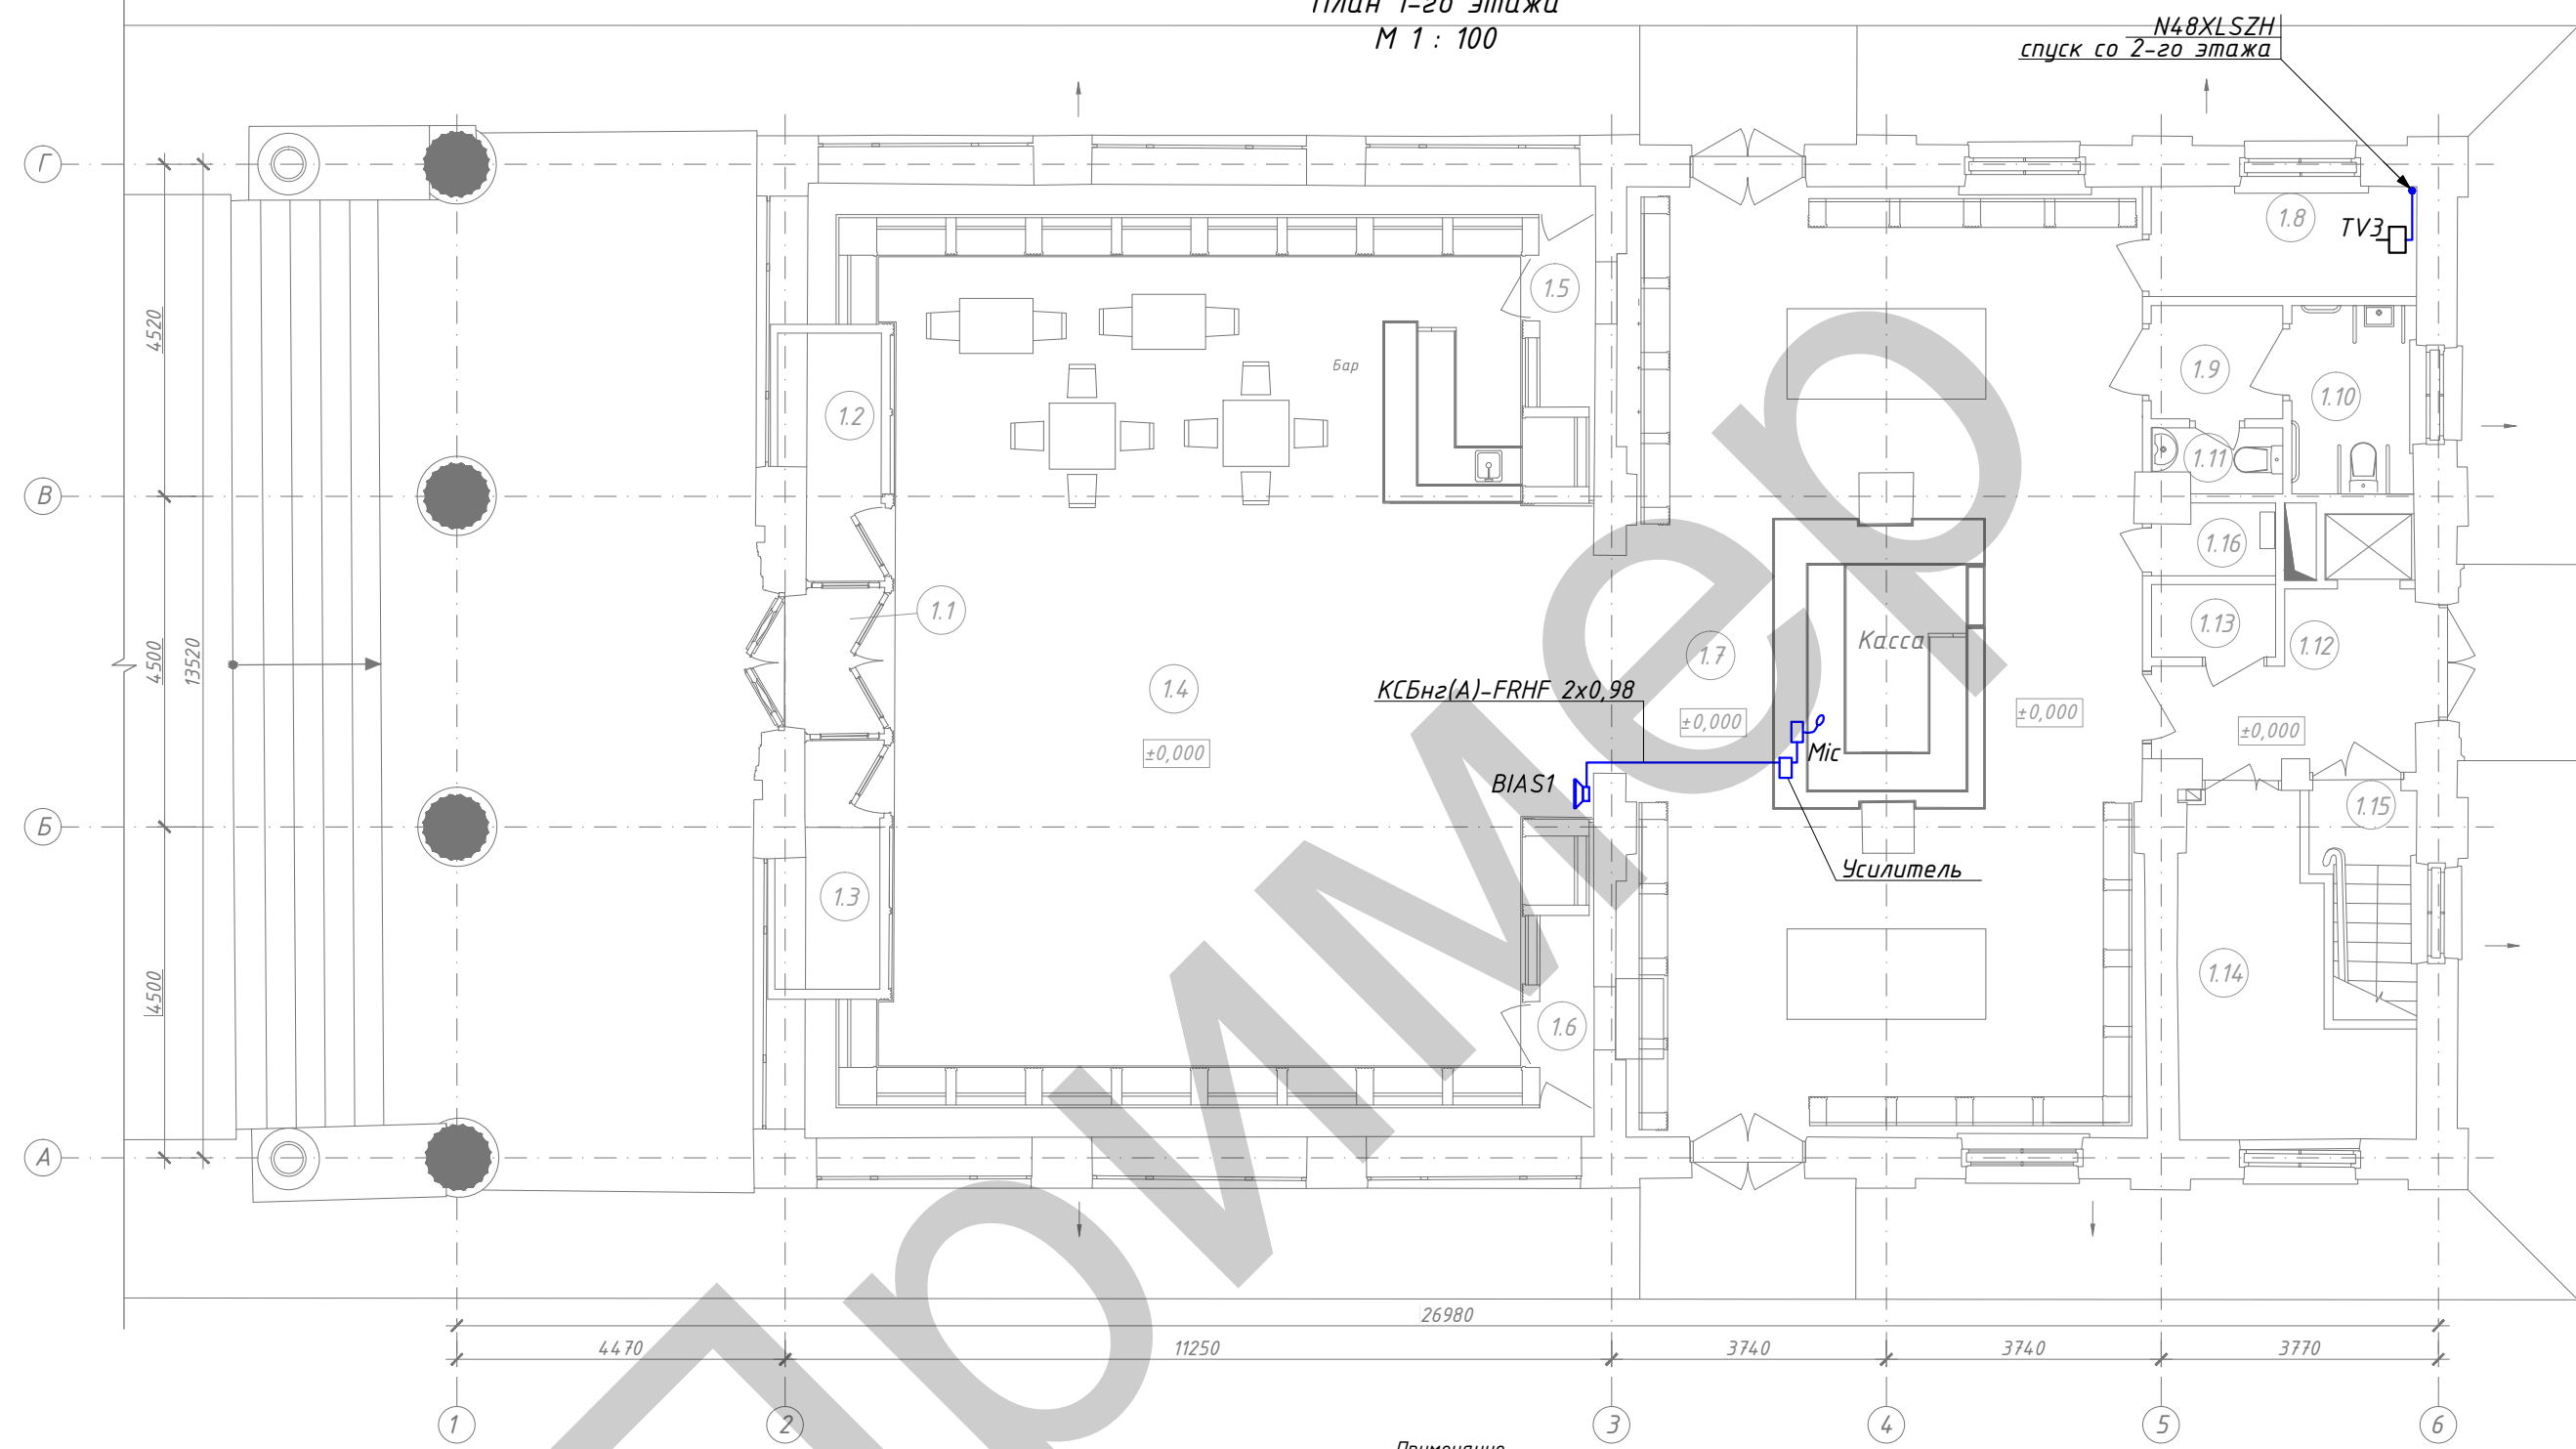 План 1-го этажа
М 1 : 100
N48XLSZH
спуск со 2-го этажа
Г
1.8
TV3
1.5
4520
Бар
1.9
1.10
1.2
1.11
В
1.16
1.1
1.13
1.12
4500
13520
Касса
1.7
1.4
КСБнг(А)-FRHF 2х0,98
±0,000
±0,000
±0,000
±0,000
Mic
BIAS1
1.15
Б
Усилитель
1.3
1.14
4500
1.6
А
26980
4470
11250
3740
3740
3770
1
2
3
4
5
6
Примечание
Пример